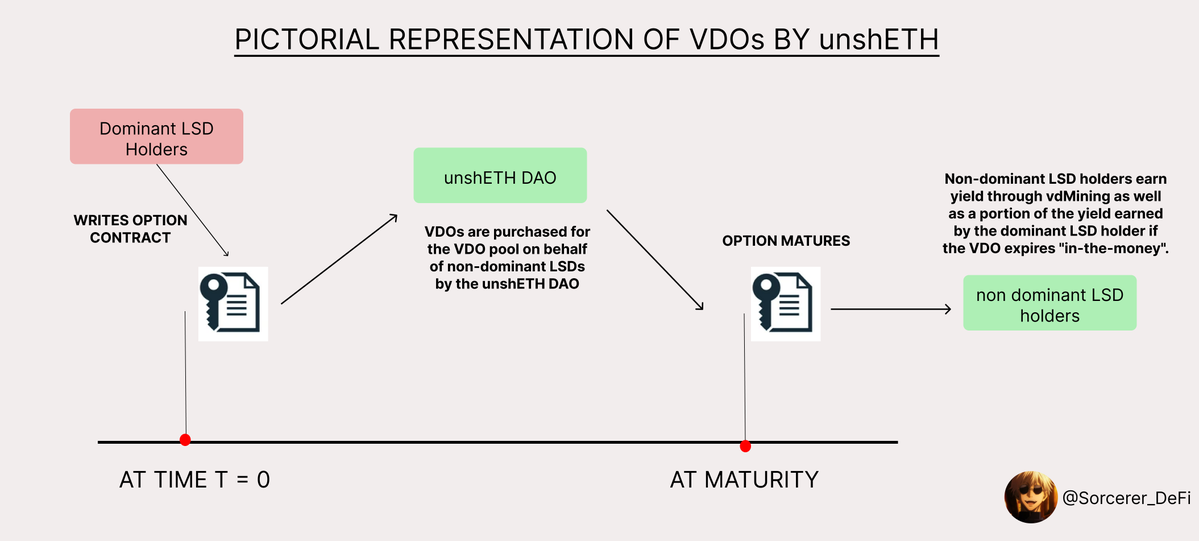 PICTORIAL REPRESENTATION OF VDOs BY unshETH
Dominant LSD
Holders
WRITES OPTION
CONTRACT
unshETH DAO
VDOs are purchased for
the VDO pool on behalf
of non-dominant LSDs
by the unshETH DAO
OPTION MATURES
Non-dominant LSD holders earn
yield through vdMining as well
as a portion of the yield earned
by the dominant LSD holder if
the VDO expires "in-the-money".
non dominant LSD
holders
AT TIME T = 0
AT MATURITY
@Sorcerer_DeFi